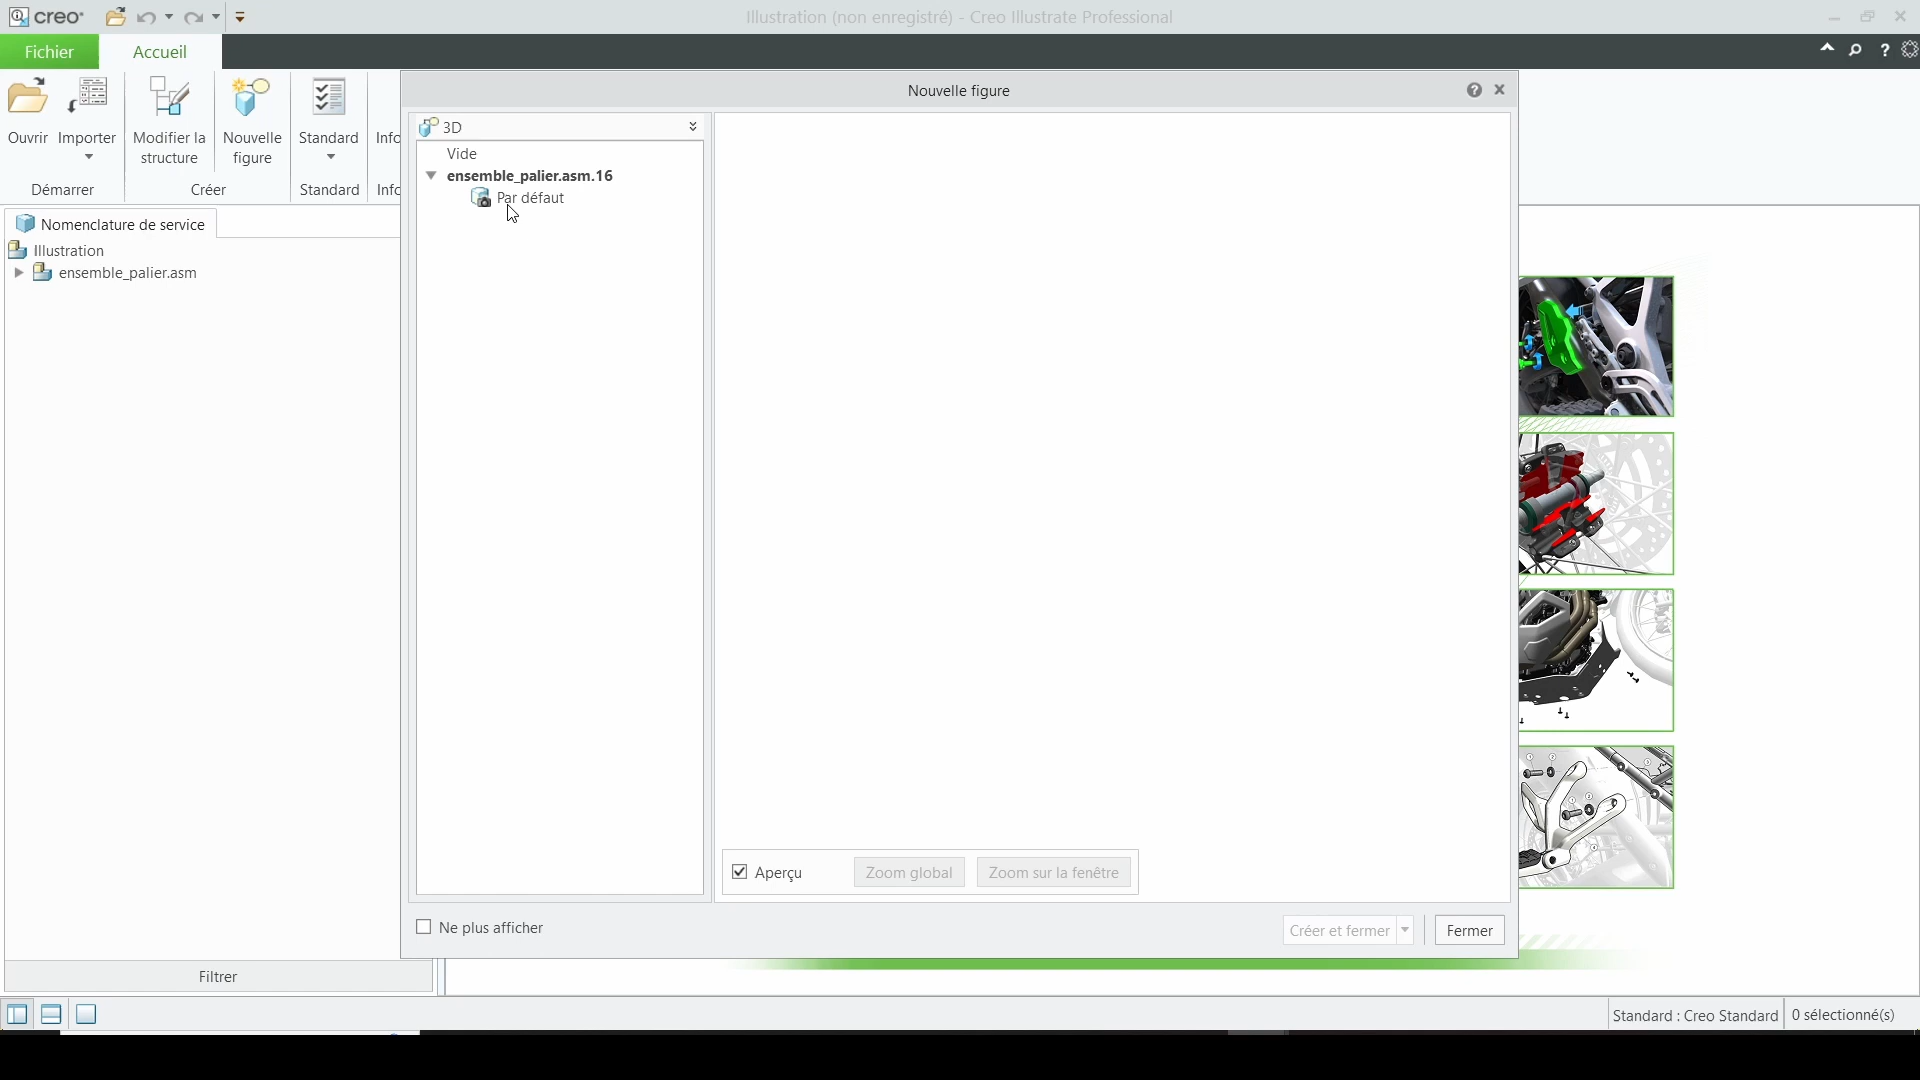 creo
Illustration (non enregistré) - Creo Illustrate Professional
Fichier
Accueil
Ouvrir
Importer
Modifier la structure
Nouvelle figure
Standard
Démarrer
Créer
Standard
Nouvelle figure
3D
Vide
ensemble_palier.asm.16
Par défaut
Nomenclature de service
Illustration
ensemble_palier.asm
Aperçu
Zoom global
Zoom sur la fenêtre
Ne plus afficher
Créer et fermer
Fermer
Filtrer
Standard : Creo Standard
0 sélectionné(s)